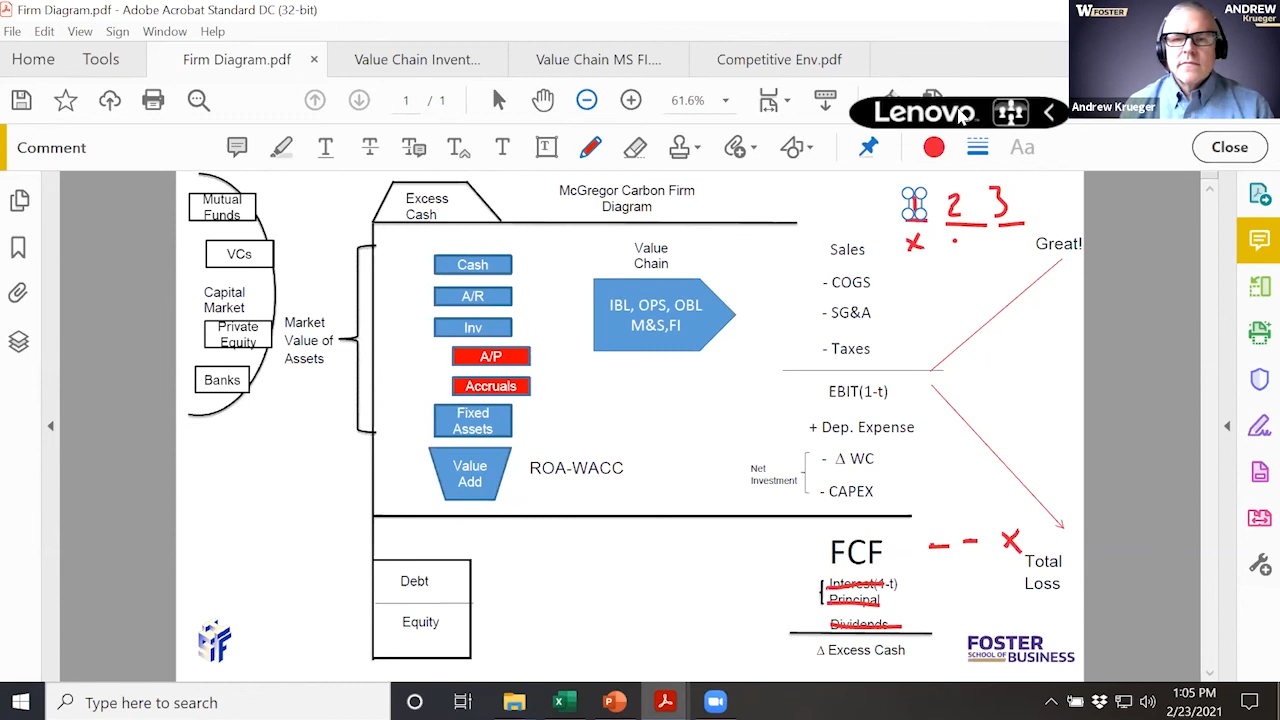 Firm Diagram.pdf - Adobe Acrobat Standard DC (32-bit)
File Edit View Sign Window Help
Home Tools Firm Diagram.pdf × Value Chain Invent... Value Chain MS FI.... Competitive Env.pdf
1 / 1 61.6%
Lenovo
W FOSTER
ANDREW
Krueger
Andrew Krueger
Comment Aa Close
Mutual
Funds
VCs
Capital
Market
Private
Equity
Banks
Market
Value of
Assets
Excess
Cash
McGregor Carbon Firm
Diagram
Cash
A/R
Inv
A/P
Accruals
Fixed
Assets
Value
Add
ROA-WACC
Value
Chain
IBL, OPS, OBL
M&S,FI
1 2 3
x
Great!
Sales
- COGS
- SG&A
- Taxes
EBIT(1-t)
+ Dep. Expense
Net
Investment
- Δ WC
- CAPEX
FCF
- - x
Total
Loss
Interest(1-t)
Principal
Dividends
Δ Excess Cash
Debt
Equity
FOSTER
SCHOOL OF BUSINESS
Type here to search
1:05 PM
2/23/2021